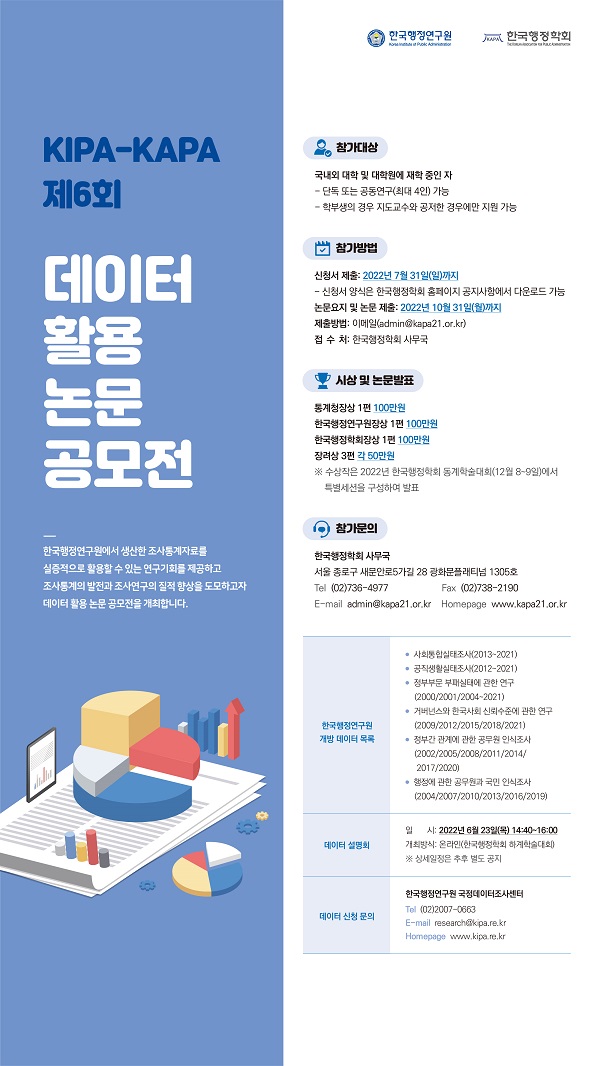 한국행정연구원
Korea Institute of Public Administration
KAPA 한국행정학회
THE KOREAN ASSOCIATION FOR PUBLIC ADMINISTRATION
KIPA-KAPA
제6회
데이터
활용
논문
공모전
한국행정연구원에서 생산한 조사통계자료를
실증적으로 활용할 수 있는 연구기회를 제공하고
조사통계의 발전과 조사연구의 질적 향상을 도모하고자
데이터 활용 논문 공모전을 개최합니다.
참가대상
국내외 대학 및 대학원에 재학 중인 자
- 단독 또는 공동연구(최대 4인) 가능
- 학부생의 경우 지도교수와 공저한 경우에만 지원 가능
참가방법
신청서 제출: 2022년 7월 31일(일)까지
- 신청서 양식은 한국행정학회 홈페이지 공지사항에서 다운로드 가능
논문요지 및 논문 제출: 2022년 10월 31일(월)까지
제출방법: 이메일(admin@kapa21.or.kr)
접 수 처: 한국행정학회 사무국
시상 및 논문발표
통계청장상 1편 100만원
한국행정연구원장상 1편 100만원
한국행정학회장상 1편 100만원
장려상 3편 각 50만원
※ 수상작은 2022년 한국행정학회 동계학술대회(12월 8~9일)에서
특별세션을 구성하여 발표
참가문의
한국행정학회 사무국
서울 종로구 새문안로5가길 28 광화문플래티넘 1305호
Tel (02)736-4977 Fax (02)738-2190
E-mail admin@kapa21.or.kr Homepage www.kapa21.or.kr
한국행정연구원
개방 데이터 목록
• 사회통합실태조사(2013~2021)
• 공직생활실태조사(2012~2021)
• 정부부문 부패실태에 관한 연구
(2000/2001/2004~2021)
• 거버넌스와 한국사회 신뢰수준에 관한 연구
(2009/2012/2015/2018/2021)
• 정부간 관계에 관한 공무원 인식조사
(2002/2005/2008/2011/2014/
2017/2020)
• 행정에 관한 공무원과 국민 인식조사
(2004/2007/2010/2013/2016/2019)
데이터 설명회
일 시: 2022년 6월 23일(목) 14:40~16:00
개최방식: 온라인(한국행정학회 하계학술대회)
※ 상세일정은 추후 별도 공지
데이터 신청 문의
한국행정연구원 국정데이터조사센터
Tel (02)2007-0663
E-mail research@kipa.re.kr
Homepage www.kipa.re.kr